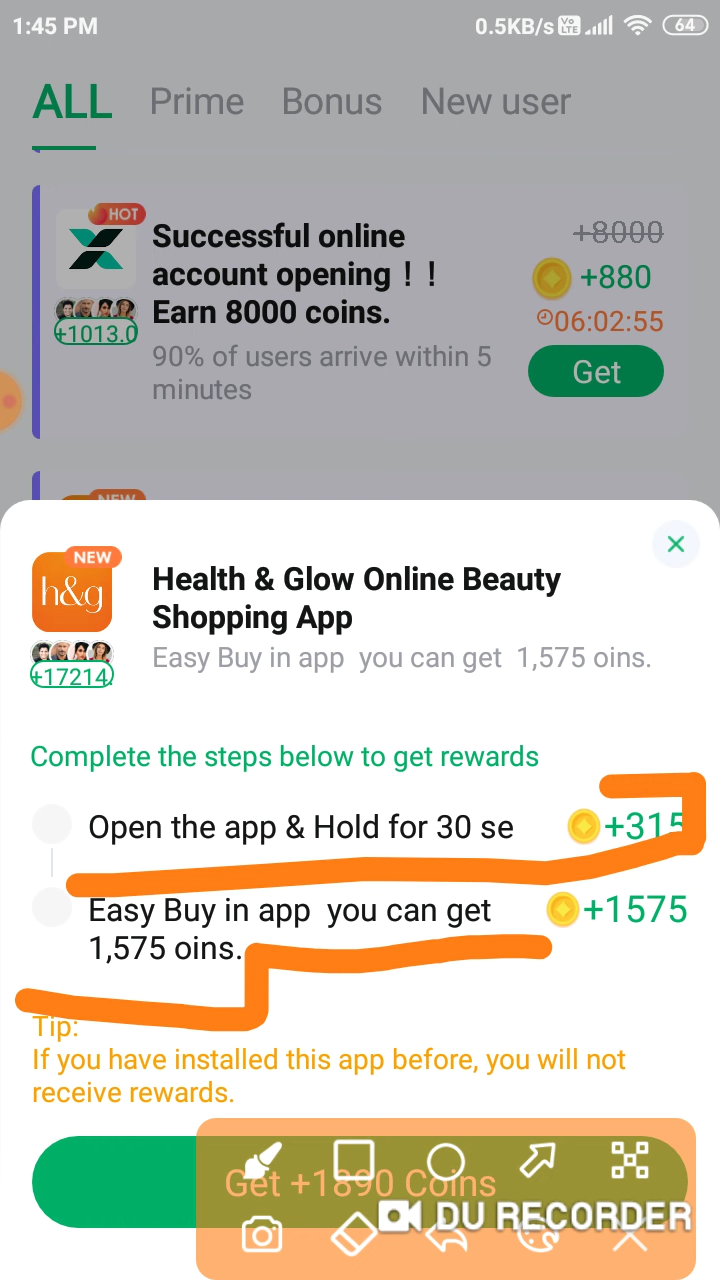 1:45 PM
0.5KB/s Vo LTE 64
ALL Prime Bonus New user
HOT
Successful online
account opening ! !
Earn 8000 coins.
+8000
+880
06:02:55
+1013.0
90% of users arrive within 5
minutes
Get
NEW
NEW
h&g
Health & Glow Online Beauty
Shopping App
+17214.
Easy Buy in app you can get 1,575 oins.
Complete the steps below to get rewards
Open the app & Hold for 30 se +315
Easy Buy in app you can get +1575
1,575 oins.
Tip:
If you have installed this app before, you will not
receive rewards.
Get +1890 Coins
DU RECORDER